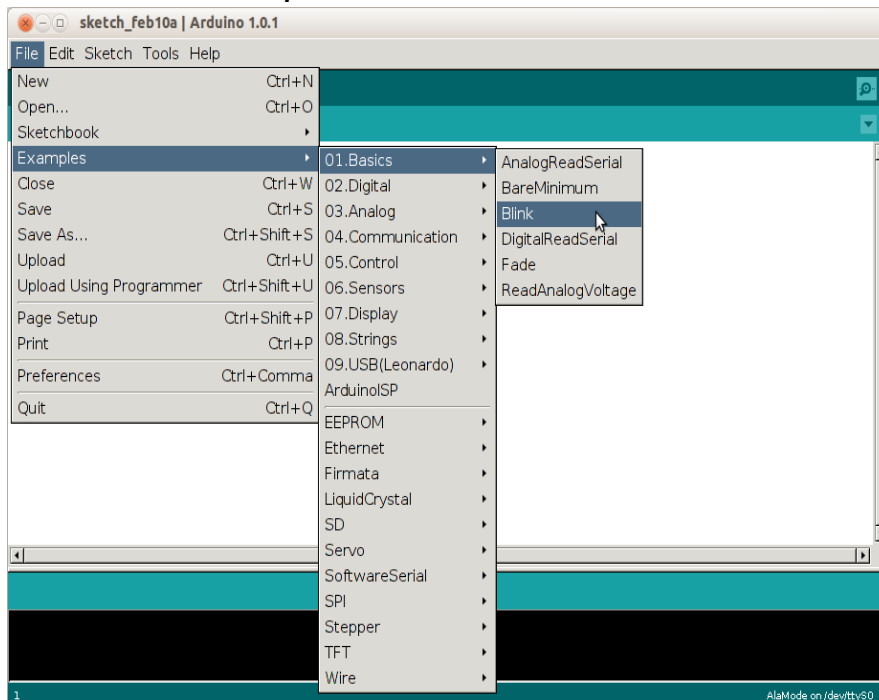 sketch_feb10a | Arduino 1.0.1
File Edit Sketch Tools Help
New Ctrl+N
Open... Ctrl+O
Sketchbook
Examples
Close Ctrl+W
Save Ctrl+S
Save As... Ctrl+Shift+S
Upload Ctrl+U
Upload Using Programmer Ctrl+Shift+U
Page Setup Ctrl+Shift+P
Print Ctrl+P
Preferences Ctrl+Comma
Quit Ctrl+Q
01.Basics
02.Digital
03.Analog
04.Communication
05.Control
06.Sensors
07.Display
08.Strings
09.USB(Leonardo)
ArduinoISP
EEPROM
Ethernet
Firmata
LiquidCrystal
SD
Servo
SoftwareSerial
SPI
Stepper
TFT
Wire
AnalogReadSerial
BareMinimum
Blink
DigitalReadSerial
Fade
ReadAnalogVoltage
1 AlaMode on /dev/ttyS0